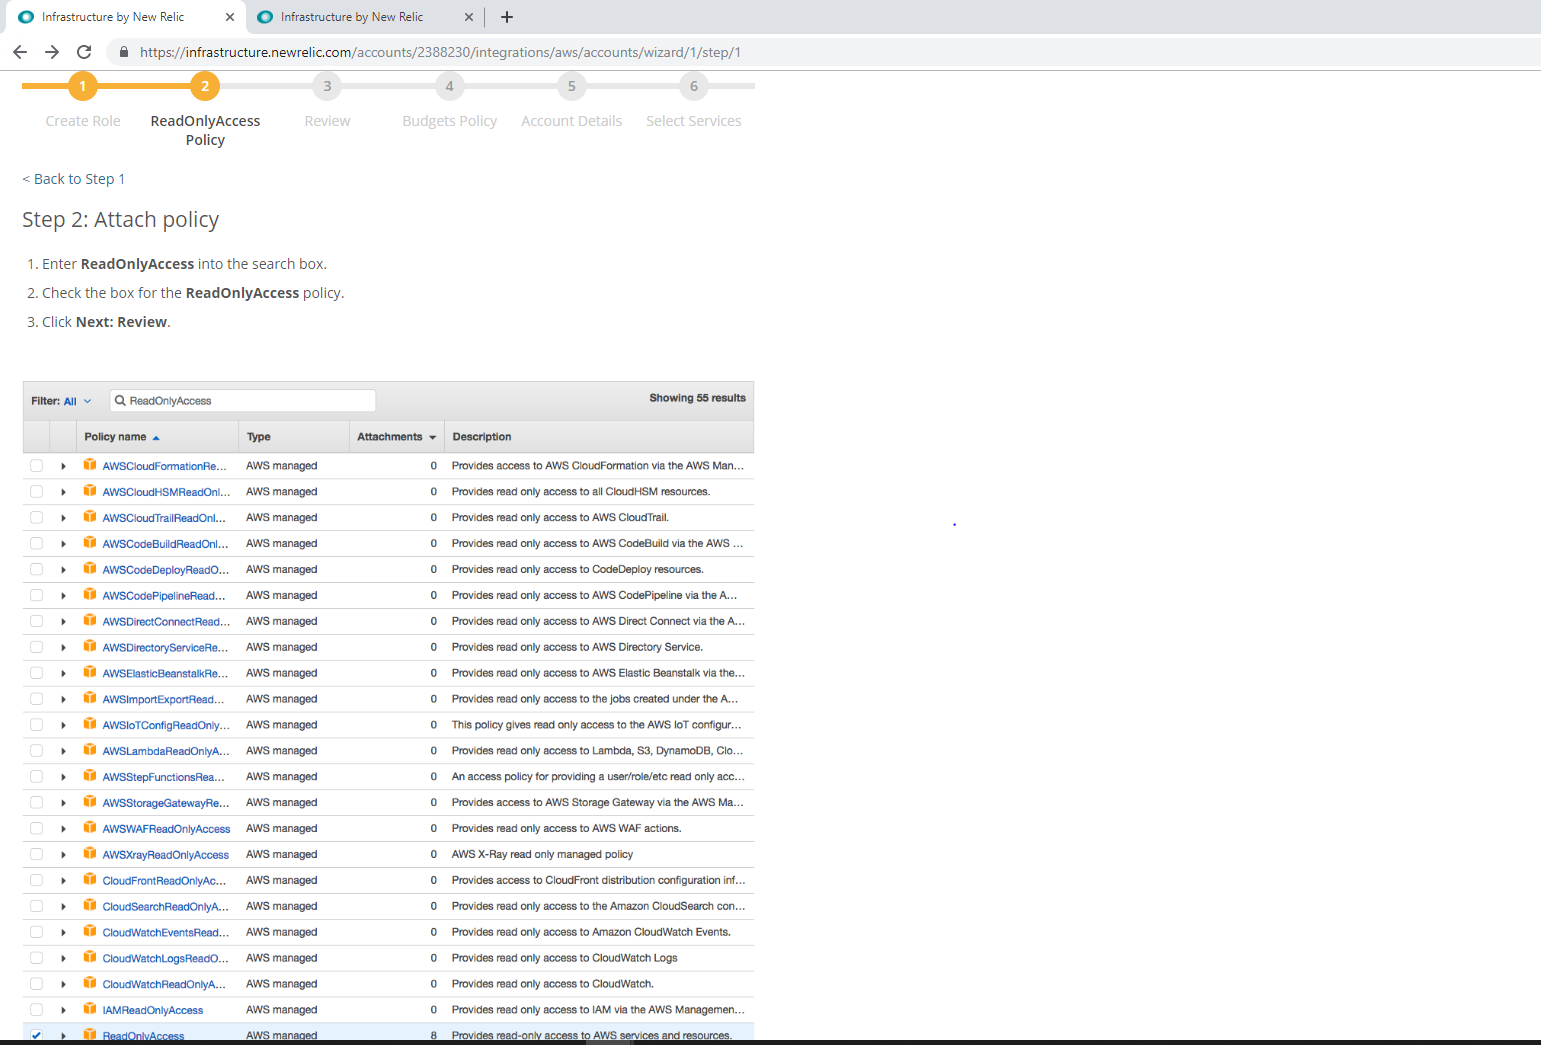 Infrastructure by New Relic
Infrastructure by New Relic
https://infrastructure.newrelic.com/accounts/2388230/integrations/aws/accounts/wizard/1/step/1
1 2 3 4 5 6
Create Role ReadOnlyAccess Policy Review Budgets Policy Account Details Select Services
< Back to Step 1
Step 2: Attach policy
1. Enter ReadOnlyAccess into the search box.
2. Check the box for the ReadOnlyAccess policy.
3. Click Next: Review.
Filter: All ReadOnlyAccess Showing 55 results
Policy name Type Attachments Description
AWSCloudFormationRe... AWS managed 0 Provides access to AWS CloudFormation via the AWS Man...
AWSCloudHSMReadOnl... AWS managed 0 Provides read only access to all CloudHSM resources.
AWSCloudTrailReadOnl... AWS managed 0 Provides read only access to AWS CloudTrail.
AWSCodeBuildReadOnl... AWS managed 0 Provides read only access to AWS CodeBuild via the AWS ...
AWSCodeDeployReadO... AWS managed 0 Provides read only access to CodeDeploy resources.
AWSCodePipelineRead... AWS managed 0 Provides read only access to AWS CodePipeline via the A...
AWSDirectConnectRead... AWS managed 0 Provides read only access to AWS Direct Connect via the A...
AWSDirectoryServiceRe... AWS managed 0 Provides read only access to AWS Directory Service.
AWSElasticBeanstalkRe... AWS managed 0 Provides read only access to AWS Elastic Beanstalk via the...
AWSImportExportRead... AWS managed 0 Provides read only access to the jobs created under the A...
AWSIoTConfigReadOnly... AWS managed 0 This policy gives read only access to the AWS IoT configur...
AWSLambdaReadOnlyA... AWS managed 0 Provides read only access to Lambda, S3, DynamoDB, Clo...
AWSStepFunctionsRea... AWS managed 0 An access policy for providing a user/role/etc read only acc...
AWSStorageGatewayRe... AWS managed 0 Provides access to AWS Storage Gateway via the AWS Ma...
AWSWAFReadOnlyAccess AWS managed 0 Provides read only access to AWS WAF actions.
AWSXrayReadOnlyAccess AWS managed 0 AWS X-Ray read only managed policy
CloudFrontReadOnlyAc... AWS managed 0 Provides access to CloudFront distribution configuration inf...
CloudSearchReadOnlyA... AWS managed 0 Provides read only access to the Amazon CloudSearch con...
CloudWatchEventsRead... AWS managed 0 Provides read only access to Amazon CloudWatch Events.
CloudWatchLogsReadO... AWS managed 0 Provides read only access to CloudWatch Logs
CloudWatchReadOnlyA... AWS managed 0 Provides read only access to CloudWatch.
IAMReadOnlyAccess AWS managed 0 Provides read only access to IAM via the AWS Managemen...
ReadOnlyAccess AWS managed 8 Provides read-only access to AWS services and resources.